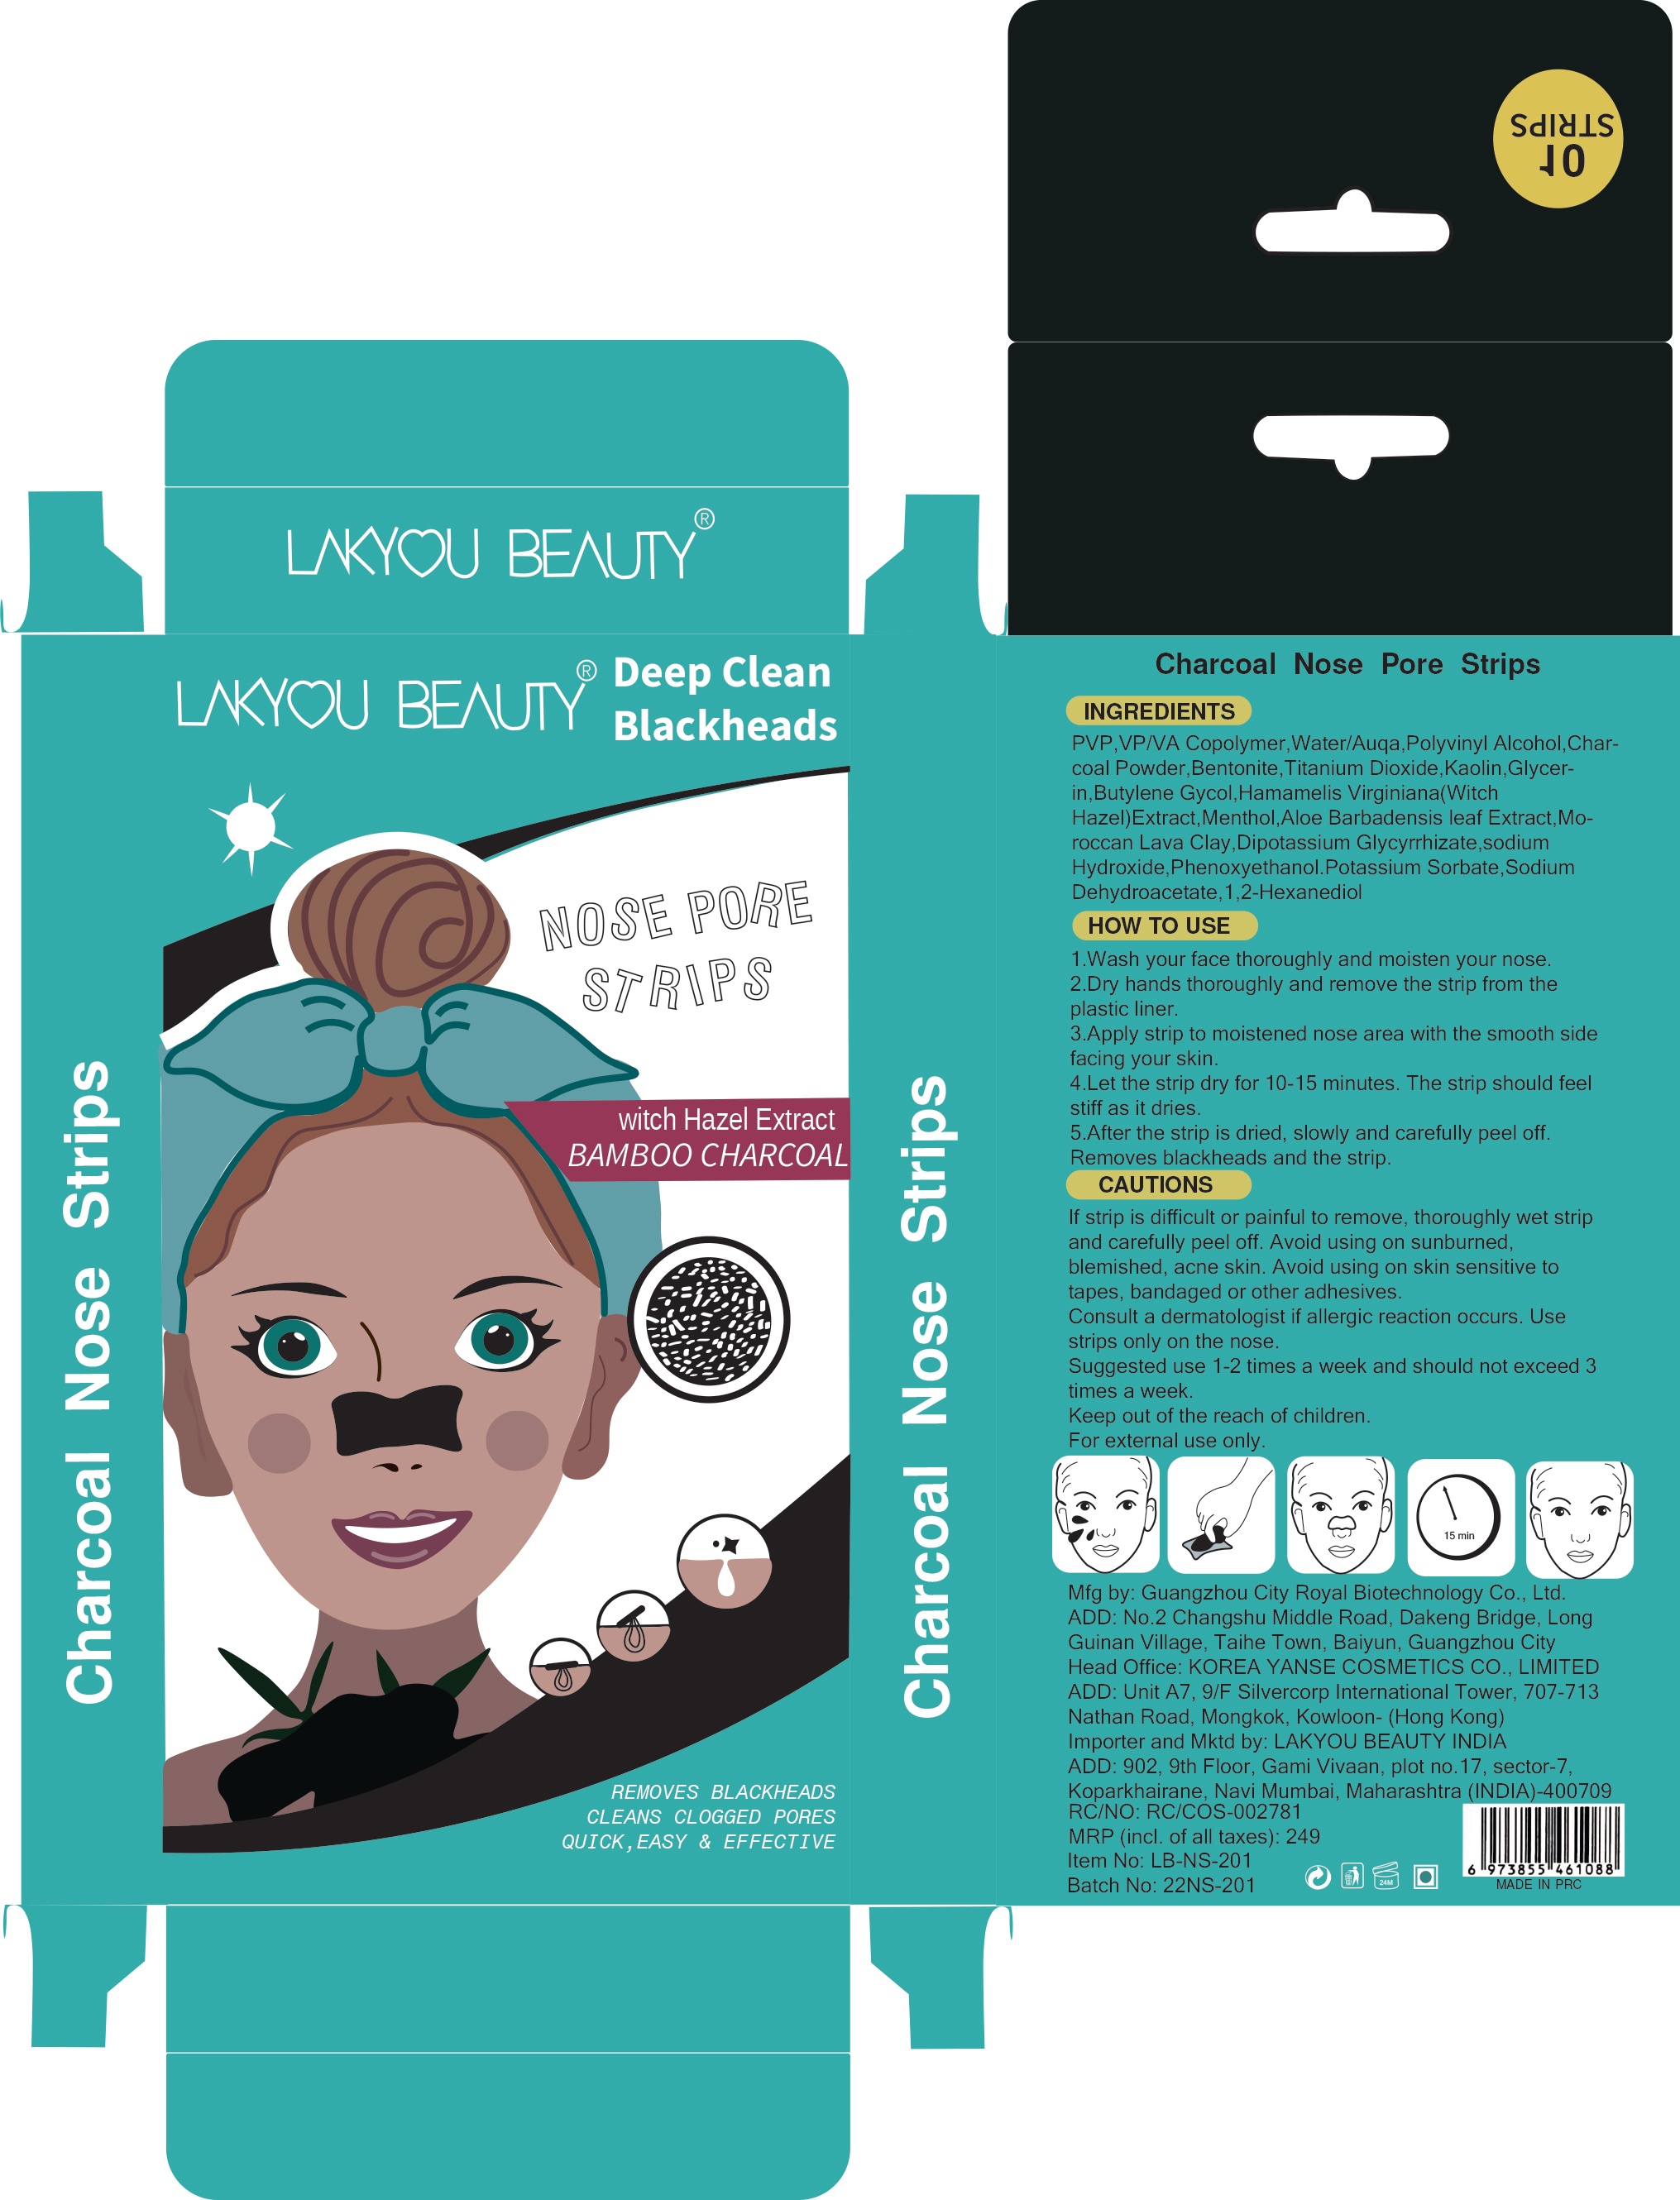 10
STRIPS
LAKYOU BEAUTY®
LAKYOU BEAUTY®
Deep Clean
Blackheads
NOSE PORE
STRIPS
witch Hazel Extract
BAMBOO CHARCOAL
REMOVES BLACKHEADS
CLEANS CLOGGED PORES
QUICK,EASY & EFFECTIVE
Charcoal Nose Strips
Charcoal Nose Strips
Charcoal Nose Pore Strips
INGREDIENTS
PVP,VP/VA Copolymer,Water/Auqa,Polyvinyl Alcohol,Char-
coal Powder,Bentonite,Titanium Dioxide,Kaolin,Glycer-
in,Butylene Gycol,Hamamelis Virginiana(Witch
Hazel)Extract,Menthol,Aloe Barbadensis leaf Extract,Mo-
roccan Lava Clay,Dipotassium Glycyrrhizate,sodium
Hydroxide,Phenoxyethanol.Potassium Sorbate,Sodium
Dehydroacetate,1,2-Hexanediol
HOW TO USE
1.Wash your face thoroughly and moisten your nose.
2.Dry hands thoroughly and remove the strip from the
plastic liner.
3.Apply strip to moistened nose area with the smooth side
facing your skin.
4.Let the strip dry for 10-15 minutes. The strip should feel
stiff as it dries.
5.After the strip is dried, slowly and carefully peel off.
Removes blackheads and the strip.
CAUTIONS
If strip is difficult or painful to remove, thoroughly wet strip
and carefully peel off. Avoid using on sunburned,
blemished, acne skin. Avoid using on skin sensitive to
tapes, bandaged or other adhesives.
Consult a dermatologist if allergic reaction occurs. Use
strips only on the nose.
Suggested use 1-2 times a week and should not exceed 3
times a week.
Keep out of the reach of children.
For external use only.
15 min
Mfg by: Guangzhou City Royal Biotechnology Co., Ltd.
ADD: No.2 Changshu Middle Road, Dakeng Bridge, Long
Guinan Village, Taihe Town, Baiyun, Guangzhou City
Head Office: KOREA YANSE COSMETICS CO., LIMITED
ADD: Unit A7, 9/F Silvercorp International Tower, 707-713
Nathan Road, Mongkok, Kowloon- (Hong Kong)
Importer and Mktd by: LAKYOU BEAUTY INDIA
ADD: 902, 9th Floor, Gami Vivaan, plot no.17, sector-7,
Koparkhairane, Navi Mumbai, Maharashtra (INDIA)-400709
RC/NO: RC/COS-002781
MRP (incl. of all taxes): 249
Item No: LB-NS-201
Batch No: 22NS-201
24M
6 973855 461088
MADE IN PRC